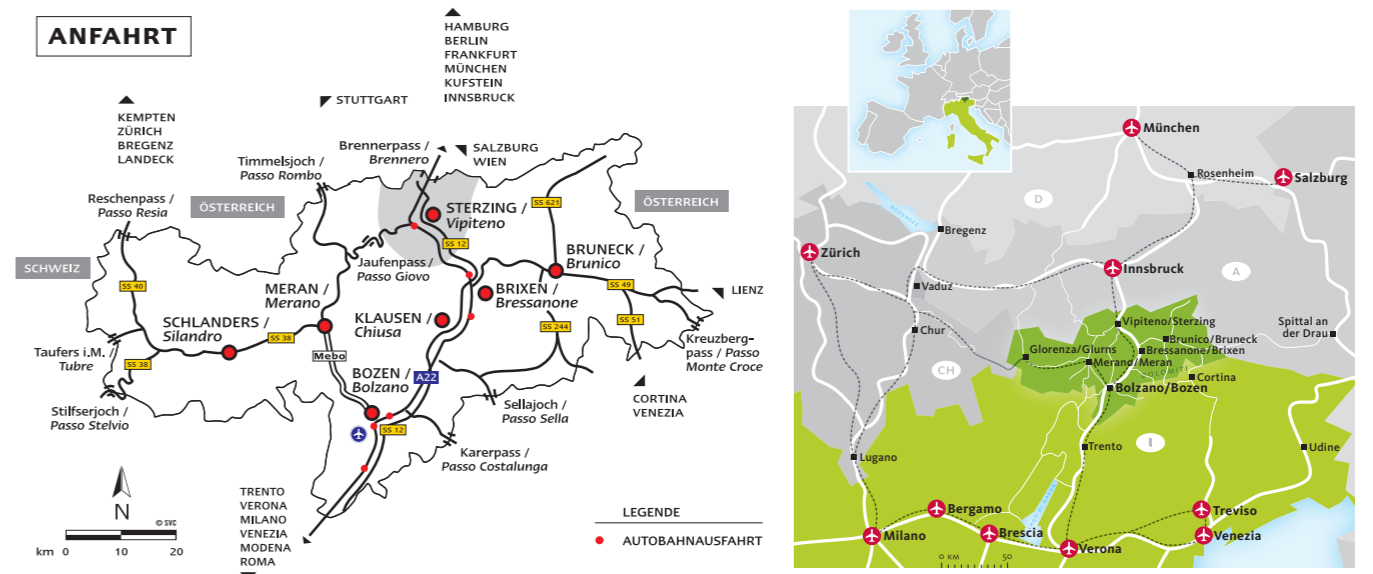 ANFAHRT
HAMBURG
BERLIN
FRANKFURT
MÜNCHEN
KUFSTEIN
INNSBRUCK
STUTTGART
KEMPTEN
ZÜRICH
BREGENZ
LANDECK
Brennerpass /
Brennero
SALZBURG
WIEN
Timmelsjoch /
Passo Rombo
Reschenpass /
Passo Resia
ÖSTERREICH
ÖSTERREICH
SS 621
STERZING /
Vipiteno
SS 12
BRUNECK /
Brunico
Jaufenpass /
Passo Giovo
SCHWEIZ
SS 40
MERAN /
Merano
BRIXEN /
Bressanone
SS 49
LIENZ
SCHLANDERS /
Silandro
KLAUSEN /
Chiusa
SS 244
SS 51
SS 38
Mebo
Kreuzberg-
pass / Passo
Monte Croce
Taufers i.M. /
Tubre
SS 38
BOZEN /
Bolzano
A22
Stilfserjoch /
Passo Stelvio
Sellajoch /
Passo Sella
CORTINA
VENEZIA
SS 12
Karerpass /
Passo Costalunga
N
© SVC
km 0 10 20
TRENTO
VERONA
MILANO
VENEZIA
MODENA
ROMA
LEGENDE
AUTOBAHNAUSFAHRT
München
Rosenheim
Salzburg
D
BODENSEE
Bregenz
Zürich
Innsbruck
A
Vaduz
Chur
Vipiteno/Sterzing
Spittal an
der Drau
Brunico/Bruneck
Glorenza/Glurns
Bressanone/Brixen
Merano/Meran
DOLOMITI
CH
Cortina
Bolzano/Bozen
I
Trento
Udine
Lugano
Bergamo
Treviso
Milano
Brescia
Venezia
Verona
0 KM 50